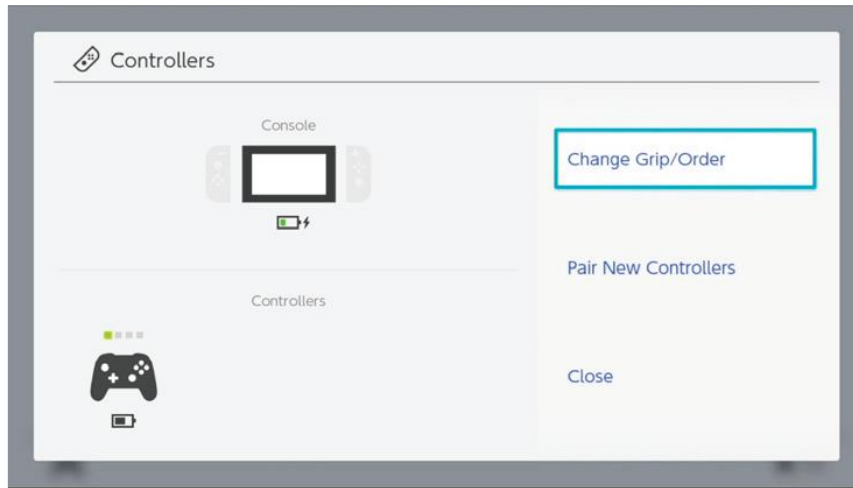 Controllers
Console
Change Grip/Order
Pair New Controllers
Controllers
Close